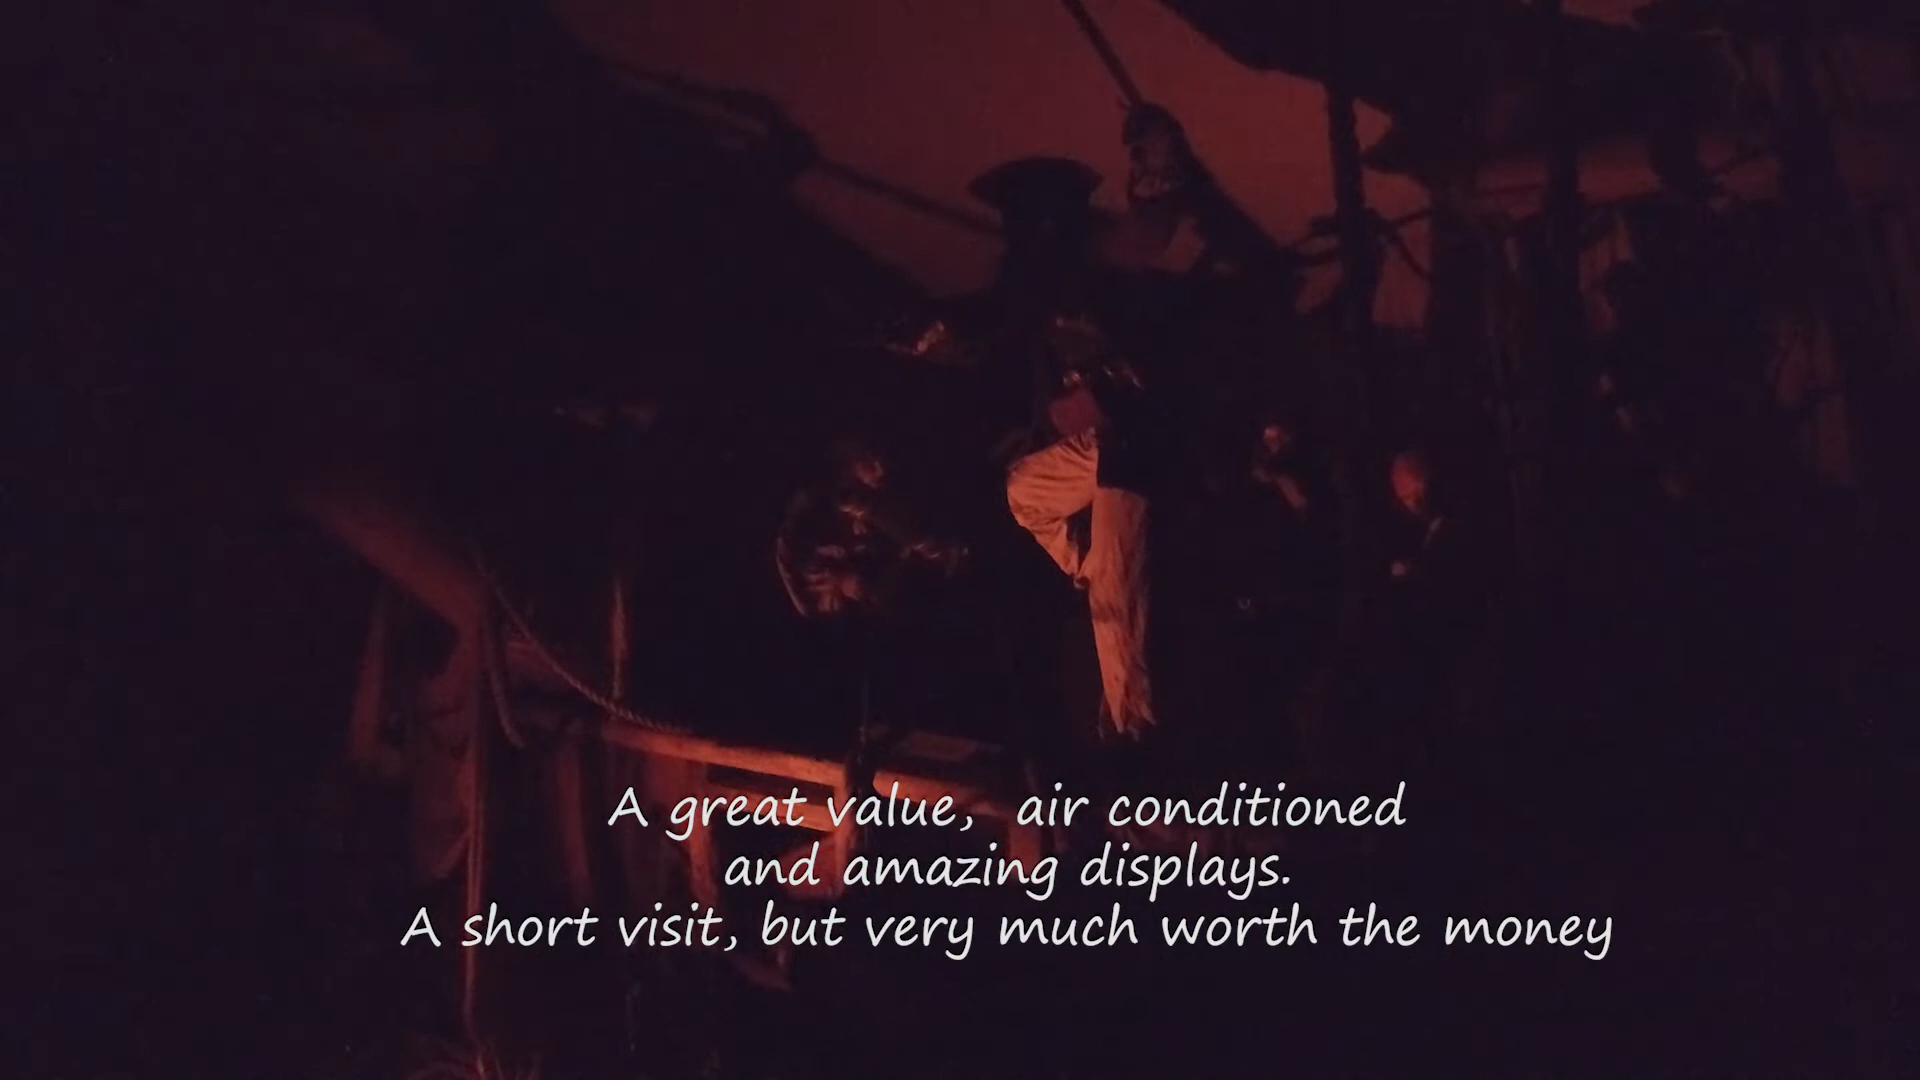 A great value,  air conditioned
and amazing displays.
A short visit, but very much worth the money